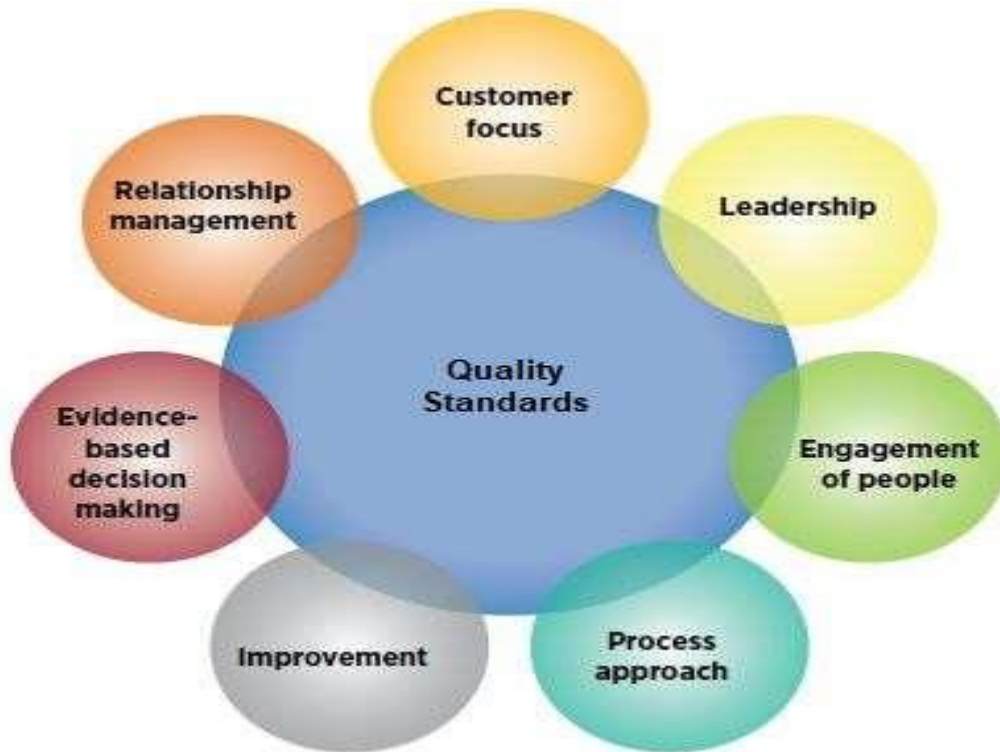 Customer
focus
Leadership
Engagement
of people
Process
approach
Improvement
Evidence-
based
decision
making
Relationship
management
Quality
Standards